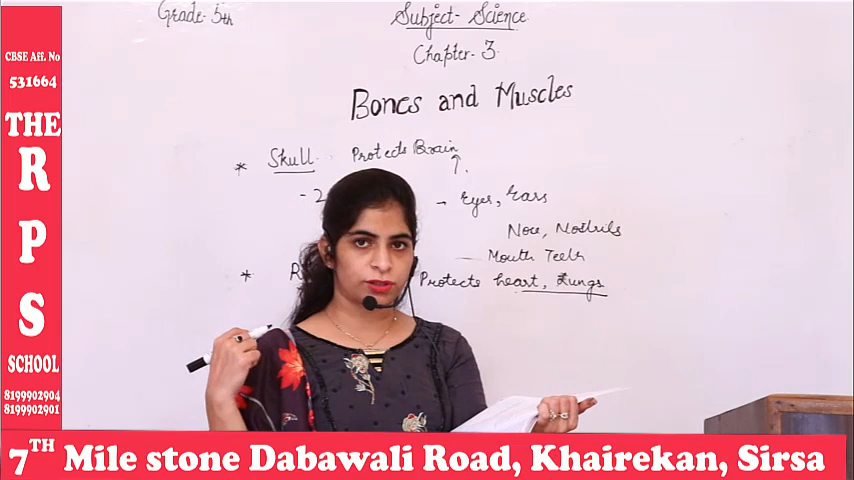 CBSE Aff. No
531664
THE
R
P
S
SCHOOL
8199902904
8199902901
Grade-5th
Subject- Science
Chapter-3
Bones and Muscles
* Skull Protects Brain
- 2 → Eyes, Ears
Nose, Nostrils
Mouth Teeth
* R Protects heart, Lungs
7TH Mile stone Dabawali Road, Khairekan, Sirsa